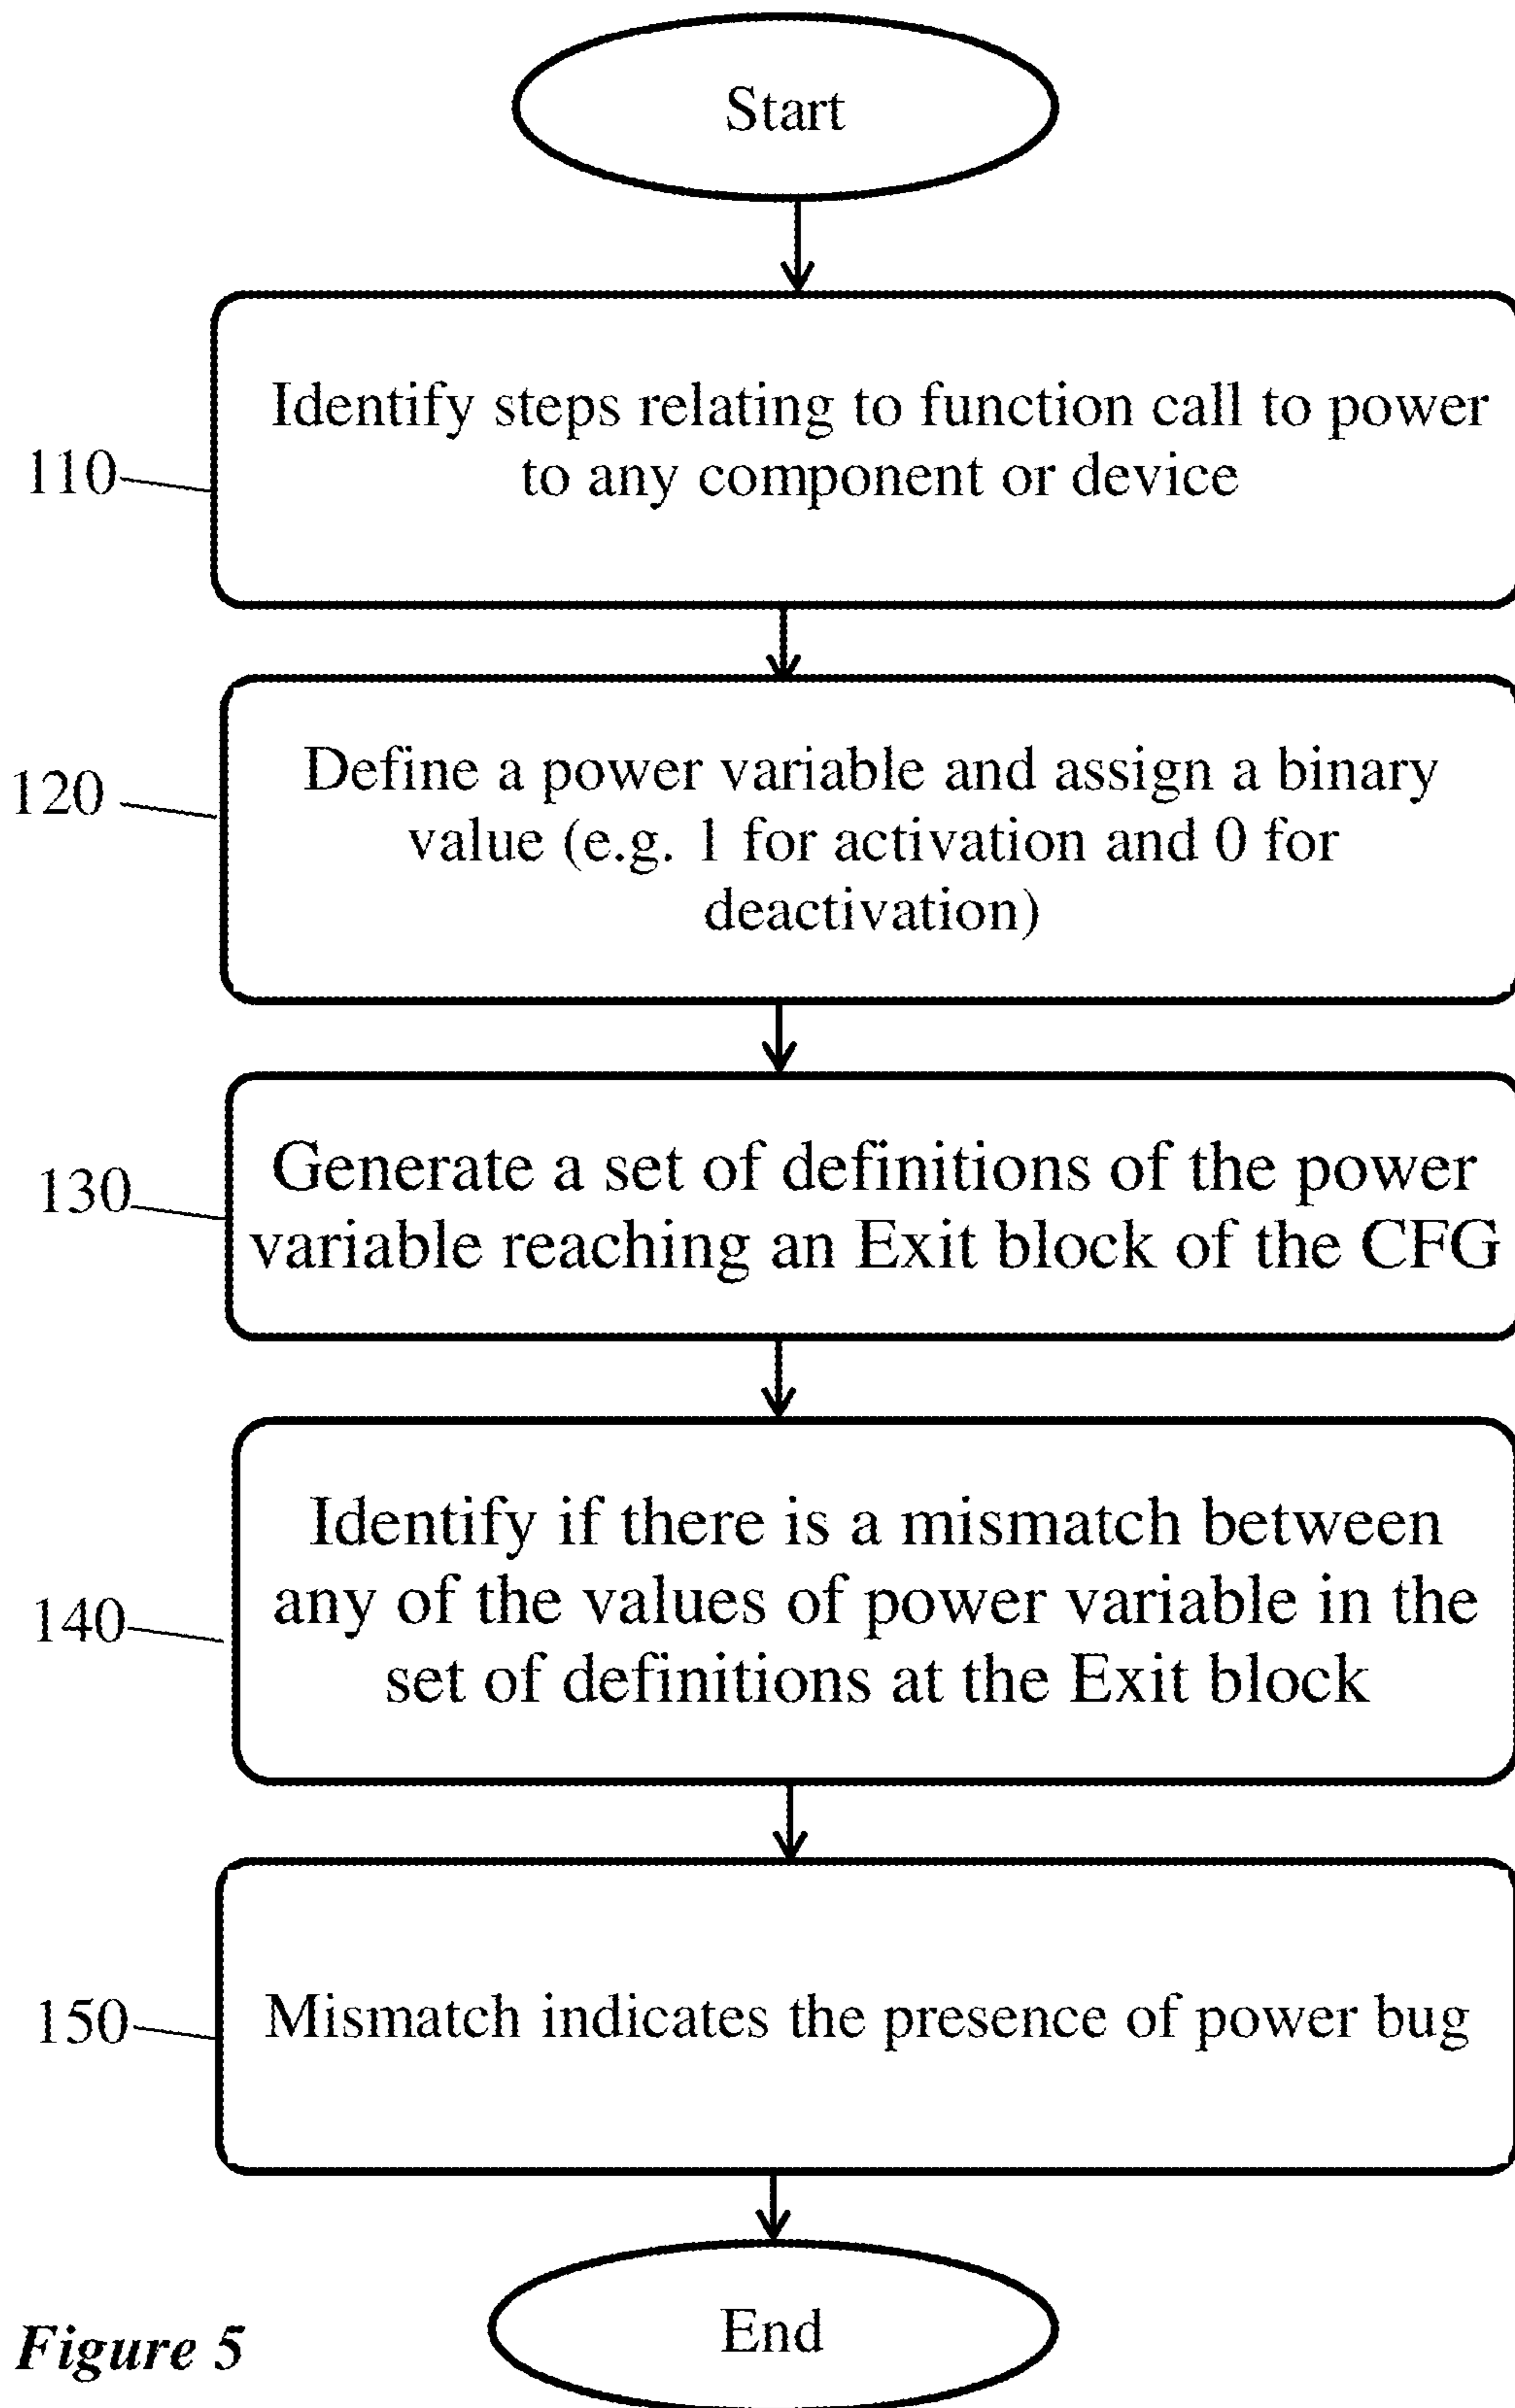 Start
Identify steps relating to function call to power
to any component or device
110
Define a power variable and assign a binary
value (e.g. 1 for activation and 0 for
deactivation)
120
Generate a set of definitions of the power
variable reaching an Exit block of the CFG
130
Identify if there is a mismatch between
any of the values of power variable in the
set of definitions at the Exit block
140
Mismatch indicates the presence of power bug
150
End
Figure 5